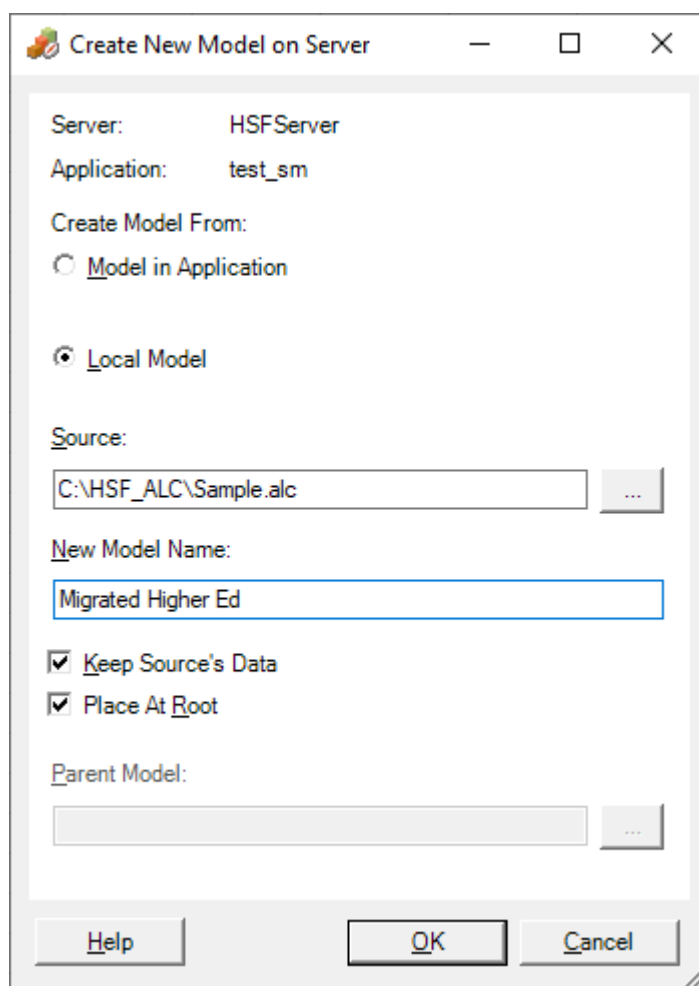 Create New Model on Server
Server: HSFServer
Application: test_sm
Create Model From:
Model in Application
Local Model
Source:
C:\HSF_ALC\Sample.alc ...
New Model Name:
Migrated Higher Ed
Keep Source's Data
Place At Root
Parent Model:
...
Help OK Cancel